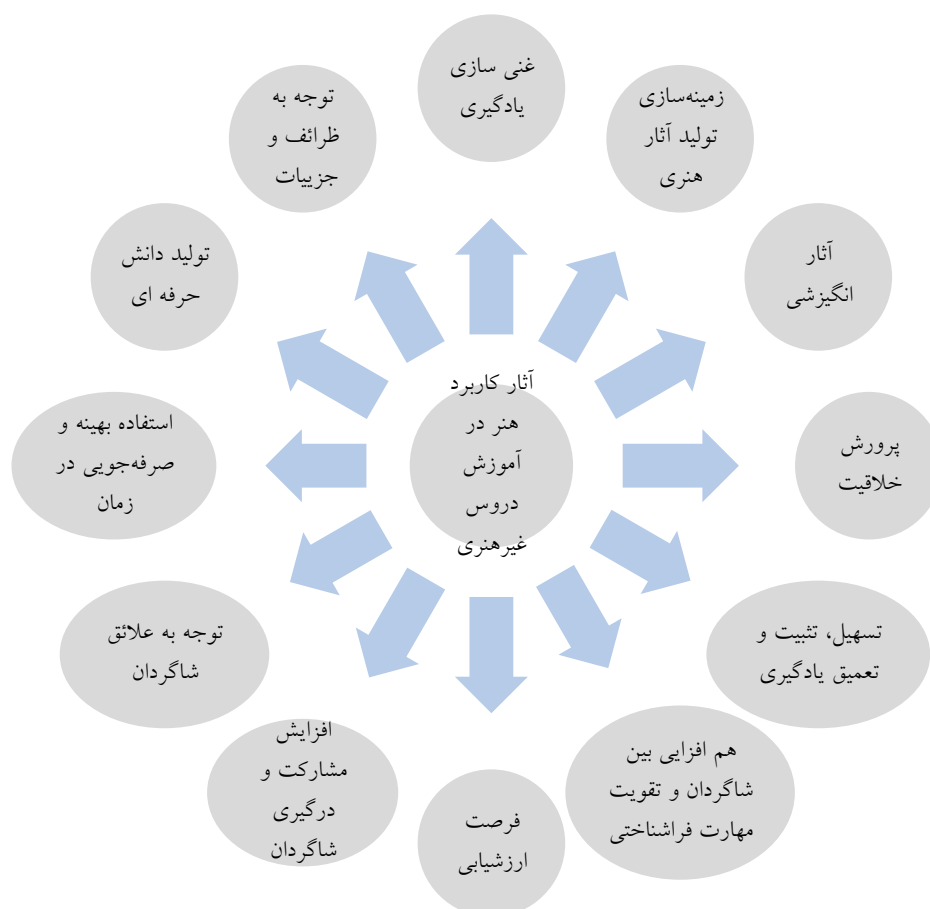 غنی سازی
یادگیری
زمینه‌سازی
تولید آثار
هنری
آثار
انگیزشی
پرورش
خلاقیت
تسهیل، تثبیت و
تعمیق یادگیری
هم افزایی بین
شاگردان و تقویت
مهارت فراشناختی
فرصت
ارزشیابی
افزایش
مشارکت و
درگیری
شاگردان
توجه به علائق
شاگردان
استفاده بهینه و
صرفه‌جویی در
زمان
تولید دانش
حرفه ای
توجه به
ظرائف و
جزییات
آثار کاربرد
هنر در
آموزش
دروس
غیرهنری